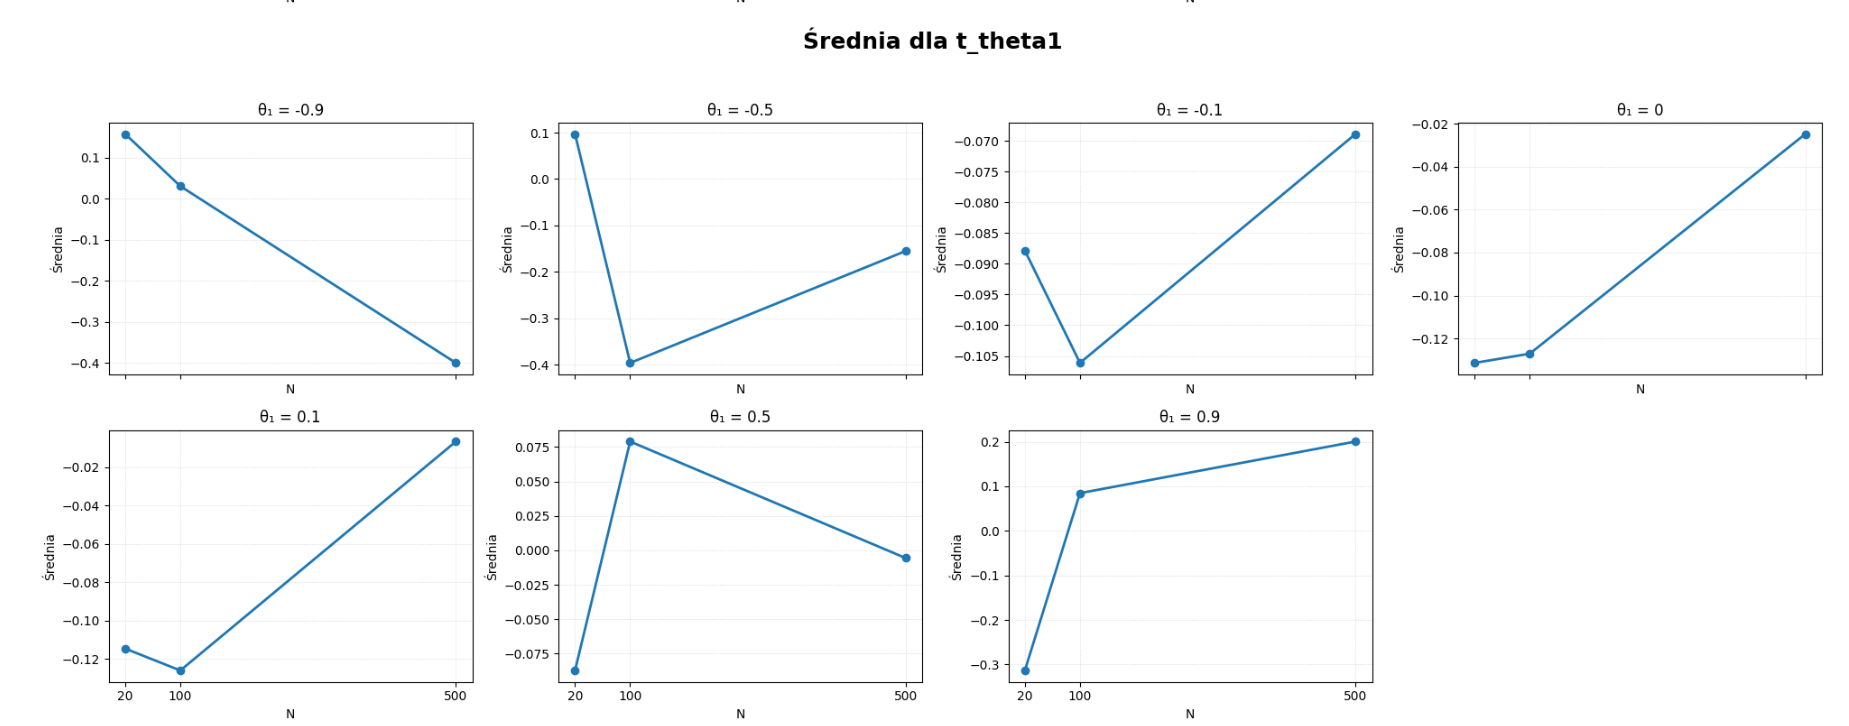 N N N
Średnia dla t_theta1
θ₁ = -0.9
0.1
0.0
−0.1
−0.2
−0.3
−0.4
Średnia
N
θ₁ = -0.5
0.1
0.0
−0.1
−0.2
−0.3
−0.4
Średnia
N
θ₁ = -0.1
−0.070
−0.075
−0.080
−0.085
−0.090
−0.095
−0.100
−0.105
Średnia
N
θ₁ = 0
−0.02
−0.04
−0.06
−0.08
−0.10
−0.12
Średnia
N
θ₁ = 0.1
−0.02
−0.04
−0.06
−0.08
−0.10
−0.12
Średnia
20 100 500
N
θ₁ = 0.5
0.075
0.050
0.025
0.000
−0.025
−0.050
−0.075
Średnia
20 100 500
N
θ₁ = 0.9
0.2
0.1
0.0
−0.1
−0.2
−0.3
Średnia
20 100 500
N